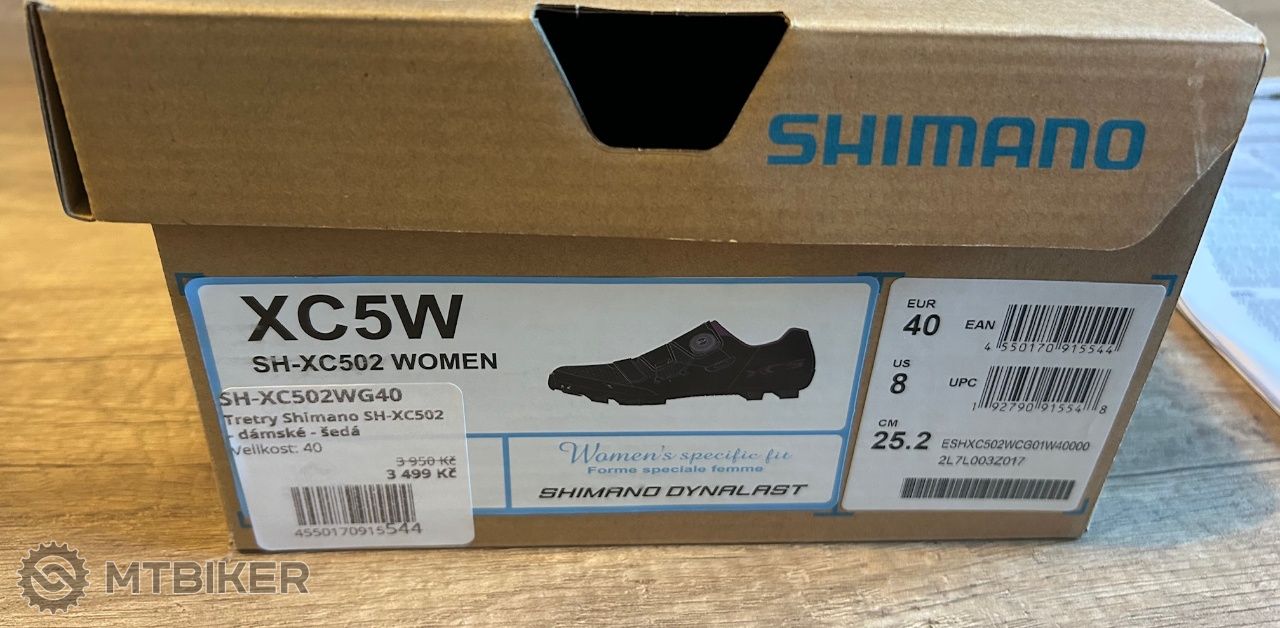 SHIMANO
XC5W
SH-XC502 WOMEN
XC5
SH-XC502WG40
Tretry Shimano SH-XC502
- dámské - šedá
Velikost: 40
3 950 Kč
3 499 Kč
4550170915544
Women's specific fit
Forme speciale femme
SHIMANO DYNALAST
EUR
40
EAN
4 550170 915544
US
8
UPC
1 92790 91554 8
CM
25.2
ESHXC502WCG01W40000
2L7L003Z017
MTBIKER